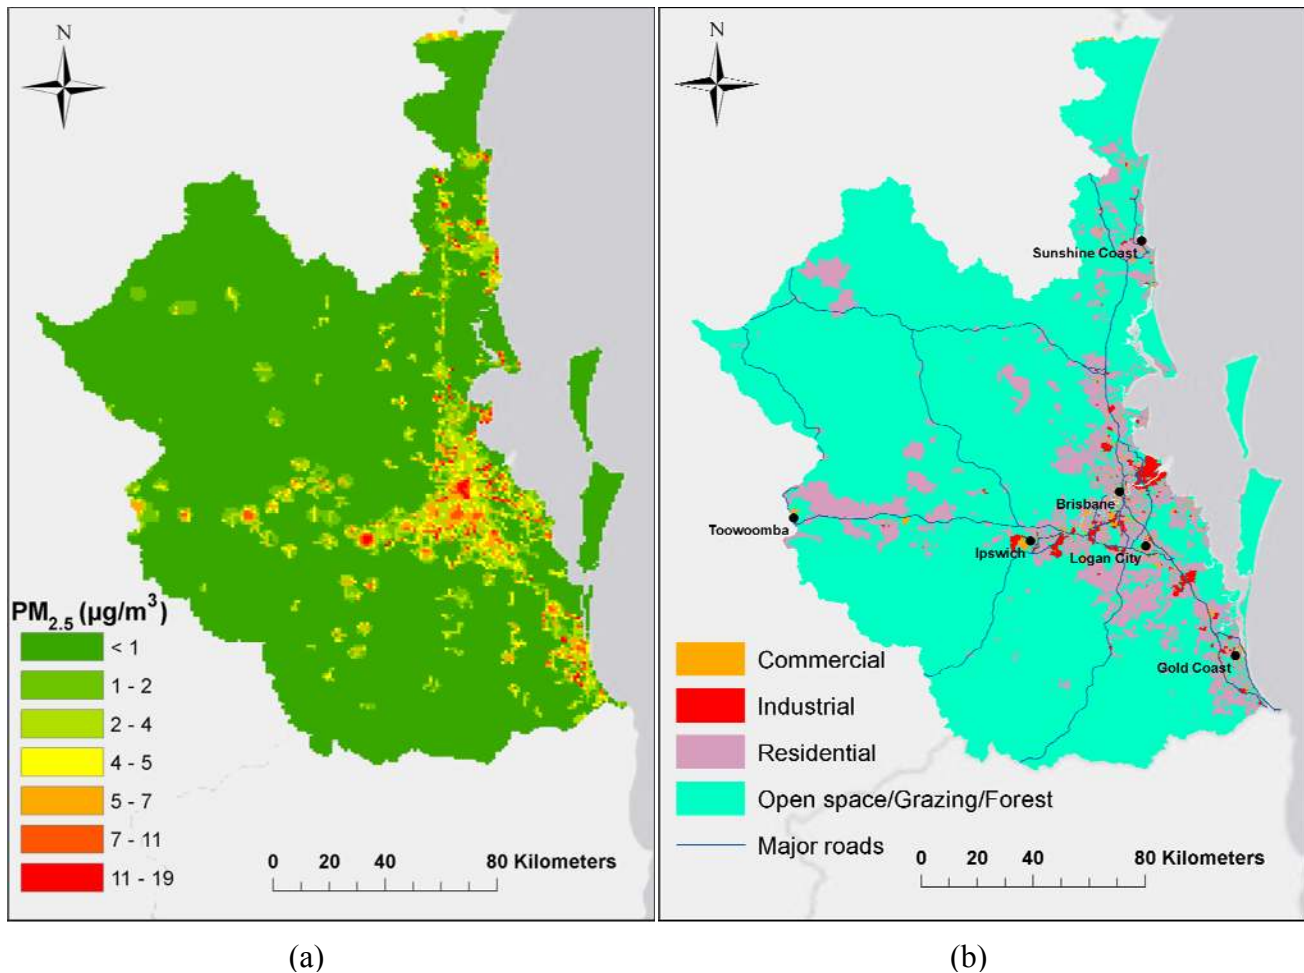 N
PM2.5 (µg/m3)
< 1
1 - 2
2 - 4
4 - 5
5 - 7
7 - 11
11 - 19
0 20 40 80 Kilometers
(a)
N
Sunshine Coast
Brisbane
Toowoomba
Ipswich
Logan City
Gold Coast
Commercial
Industrial
Residential
Open space/Grazing/Forest
Major roads
0 20 40 80 Kilometers
(b)